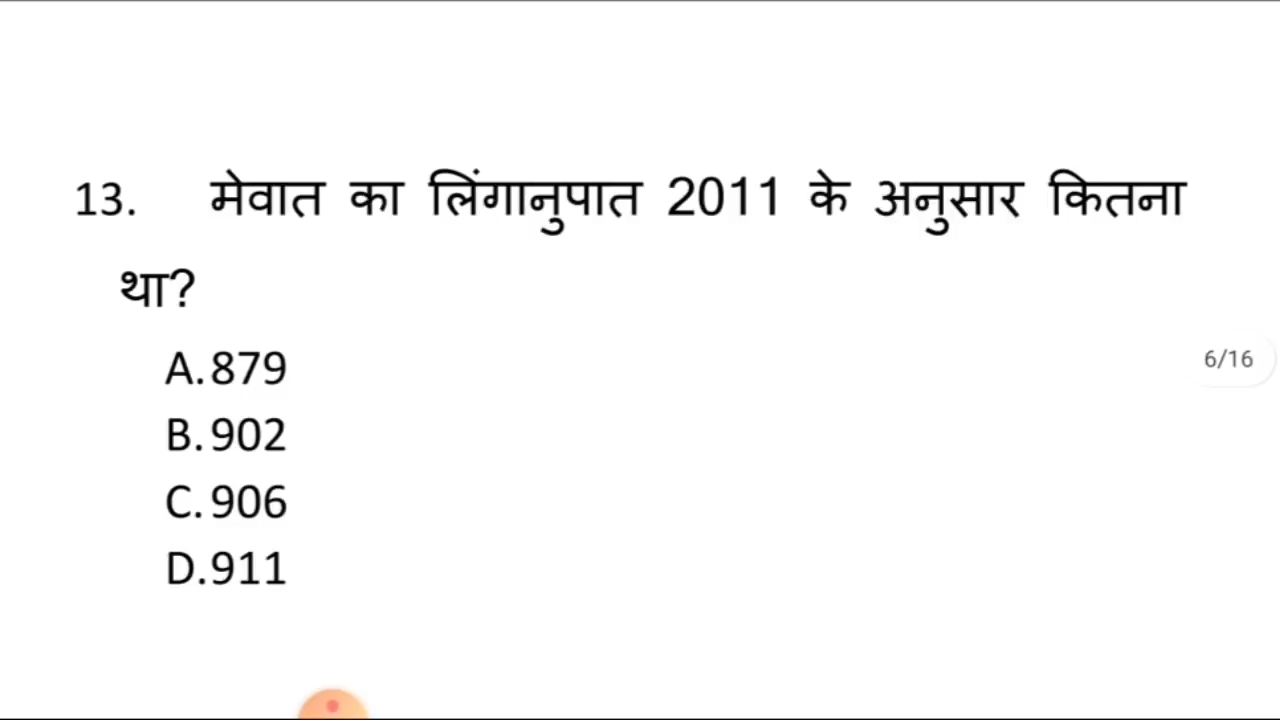 13. मेवात का लिंगानुपात 2011 के अनुसार कितना
था?
A.879
6/16
B.902
C.906
D.911